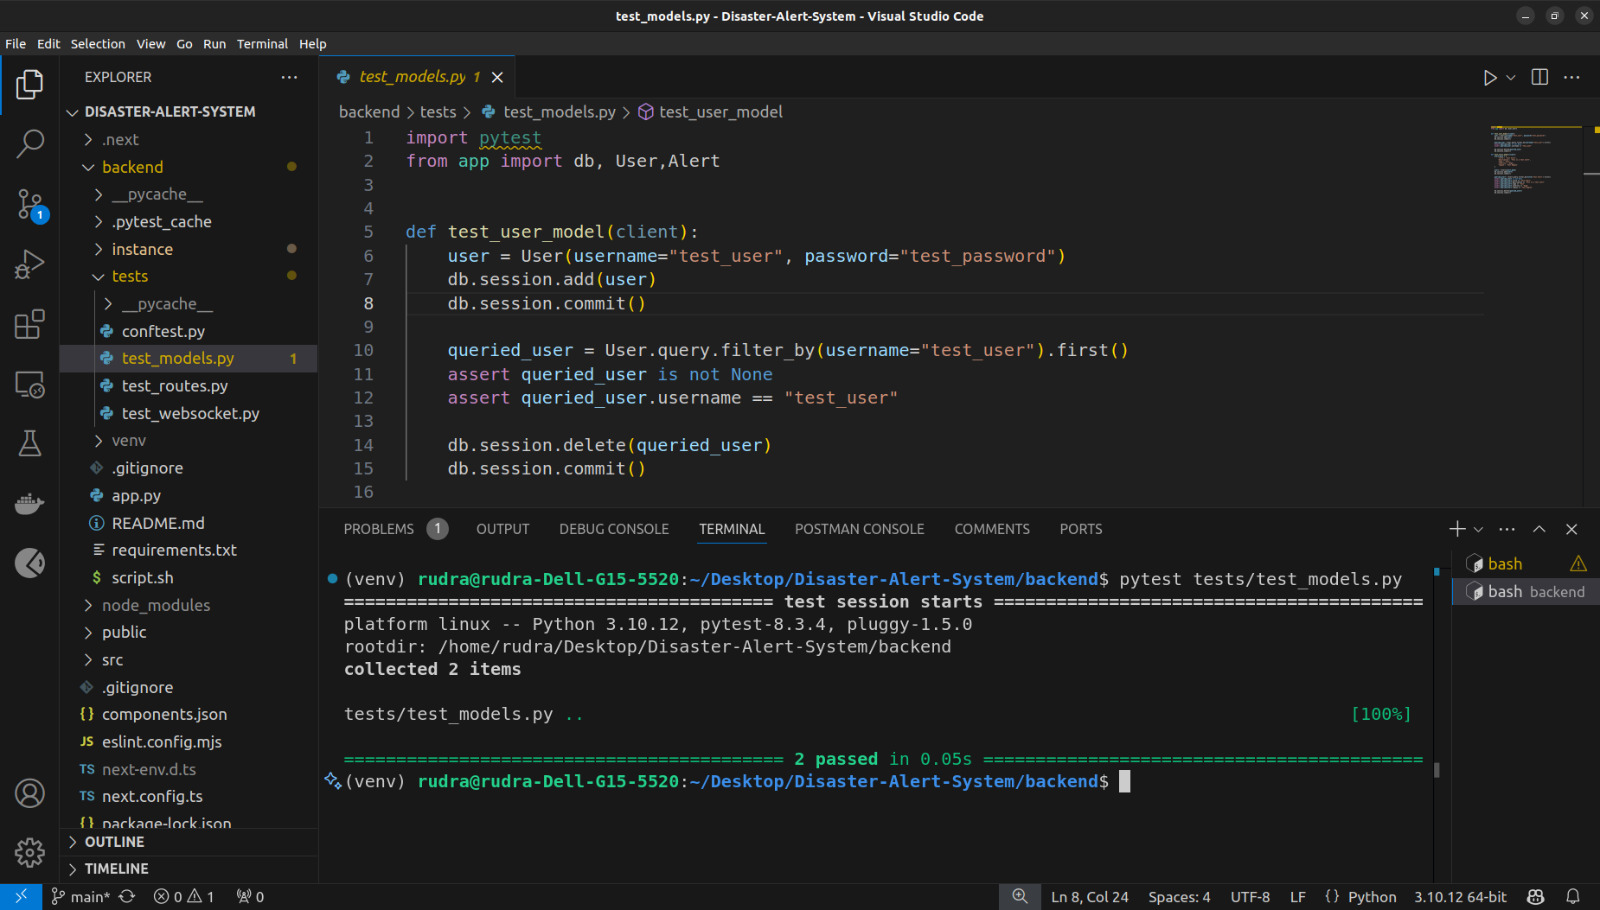 test_models.py - Disaster-Alert-System - Visual Studio Code
File Edit Selection View Go Run Terminal Help
EXPLORER
DISASTER-ALERT-SYSTEM
.next
backend
__pycache__
.pytest_cache
instance
tests
__pycache__
conftest.py
test_models.py 1
test_routes.py
test_websocket.py
venv
.gitignore
app.py
README.md
requirements.txt
$ script.sh
node_modules
public
src
.gitignore
{} components.json
JS eslint.config.mjs
TS next-env.d.ts
TS next.config.ts
{} package-lock.json
OUTLINE
TIMELINE
1
test_models.py 1
backend > tests > test_models.py > test_user_model
1 import pytest
2 from app import db, User,Alert
3
4
5 def test_user_model(client):
6 user = User(username="test_user", password="test_password")
7 db.session.add(user)
8 db.session.commit()
9
10 queried_user = User.query.filter_by(username="test_user").first()
11 assert queried_user is not None
12 assert queried_user.username == "test_user"
13
14 db.session.delete(queried_user)
15 db.session.commit()
16
PROBLEMS 1 OUTPUT DEBUG CONSOLE TERMINAL POSTMAN CONSOLE COMMENTS PORTS
(venv) rudra@rudra-Dell-G15-5520:~/Desktop/Disaster-Alert-System/backend$ pytest tests/test_models.py
========================================= test session starts =========================================
platform linux -- Python 3.10.12, pytest-8.3.4, pluggy-1.5.0
rootdir: /home/rudra/Desktop/Disaster-Alert-System/backend
collected 2 items
tests/test_models.py .. [100%]
========================================== 2 passed in 0.05s ==========================================
(venv) rudra@rudra-Dell-G15-5520:~/Desktop/Disaster-Alert-System/backend$
bash
bash backend
main* 0 1 0
Ln 8, Col 24 Spaces: 4 UTF-8 LF {} Python 3.10.12 64-bit